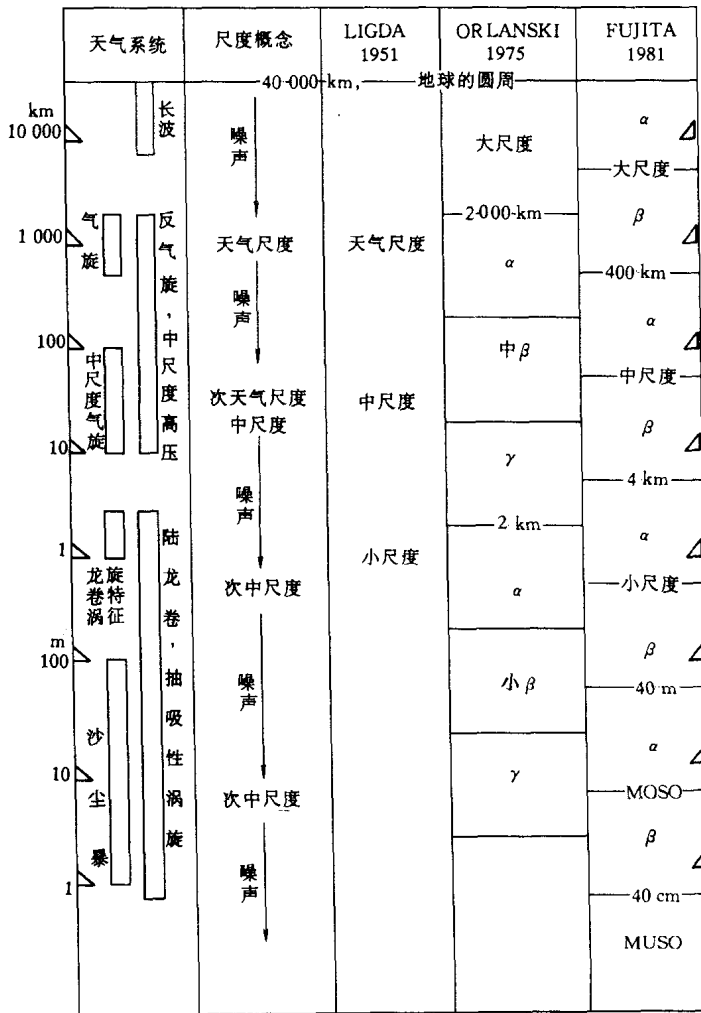 天气系统
尺度概念
LIGDA
1951
ORLANSKI
1975
FUJITA
1981
40 000 km, 地球的圆周
km
10 000
1 000
100
10
1
m
100
10
1
长波
气旋
反气旋,中尺度高压
中尺度气旋
龙卷涡
旋特征
陆龙卷,抽吸性涡旋
沙尘暴
噪声
天气尺度
噪声
次天气尺度
中尺度
噪声
次中尺度
噪声
次中尺度
噪声
天气尺度
中尺度
小尺度
大尺度
2 000 km
α
中β
γ
2 km
α
小β
γ
α
大尺度
β
400 km
α
中尺度
β
4 km
α
小尺度
β
40 m
α
MOSO
β
40 cm
MUSO